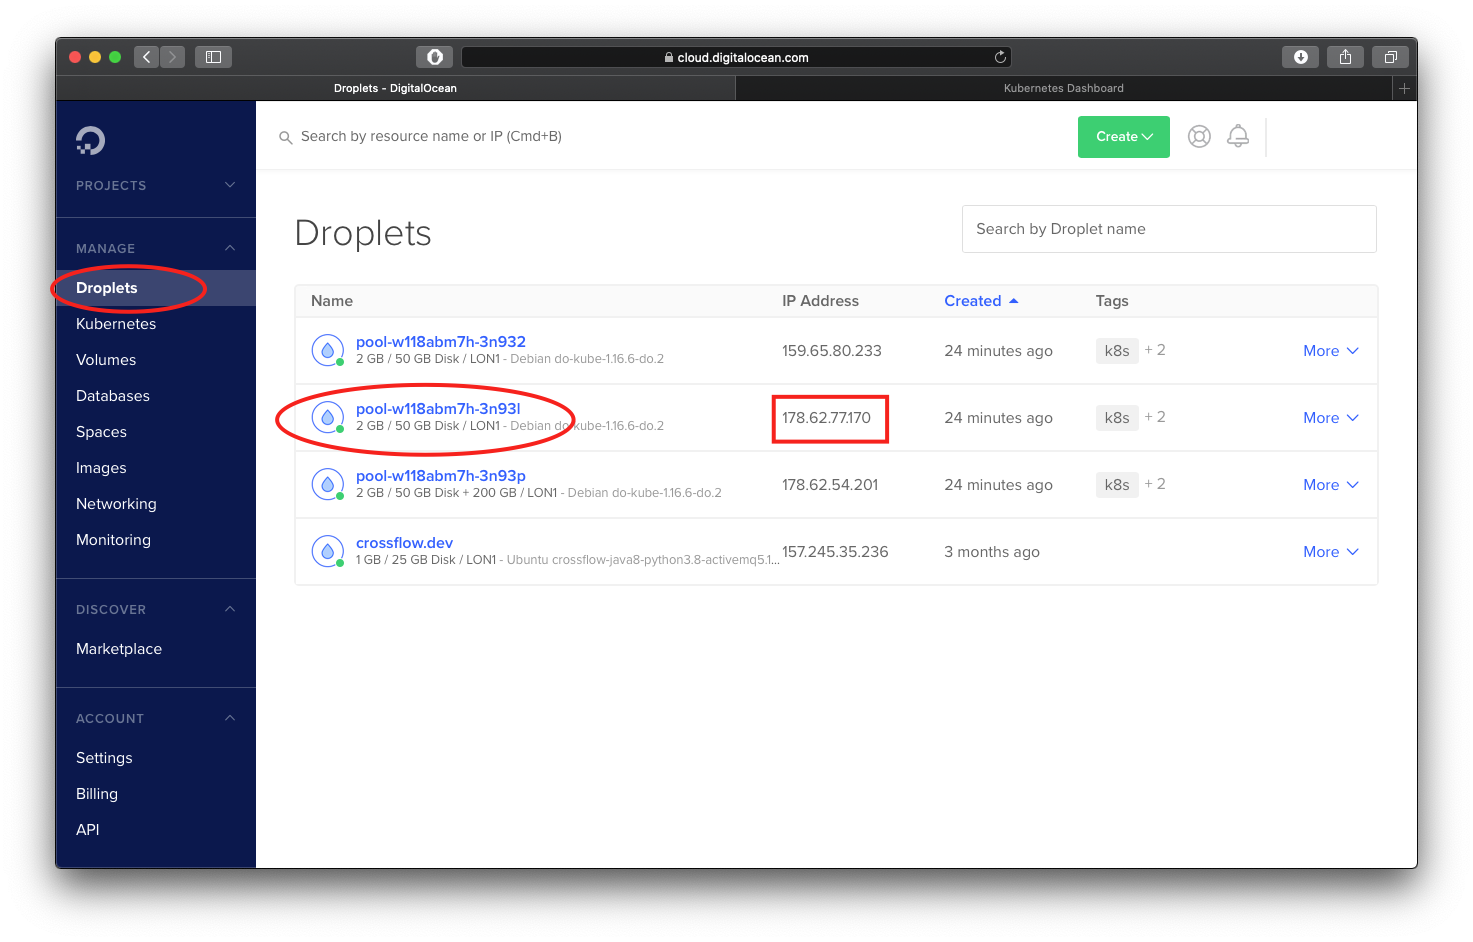 cloud.digitalocean.com
Droplets - DigitalOcean
Kubernetes Dashboard
Search by resource name or IP (Cmd+B)
Create
PROJECTS
MANAGE
Droplets
Kubernetes
Volumes
Databases
Spaces
Images
Networking
Monitoring
DISCOVER
Marketplace
ACCOUNT
Settings
Billing
API
Droplets
Search by Droplet name
Name IP Address Created Tags
pool-w118abm7h-3n932
2 GB / 50 GB Disk / LON1 - Debian do-kube-1.16.6-do.2
159.65.80.233 24 minutes ago k8s + 2 More
pool-w118abm7h-3n93l
2 GB / 50 GB Disk / LON1 - Debian do-kube-1.16.6-do.2
178.62.77.170 24 minutes ago k8s + 2 More
pool-w118abm7h-3n93p
2 GB / 50 GB Disk + 200 GB / LON1 - Debian do-kube-1.16.6-do.2
178.62.54.201 24 minutes ago k8s + 2 More
crossflow.dev
1 GB / 25 GB Disk / LON1 - Ubuntu crossflow-java8-python3.8-activemq5.1...
157.245.35.236 3 months ago More